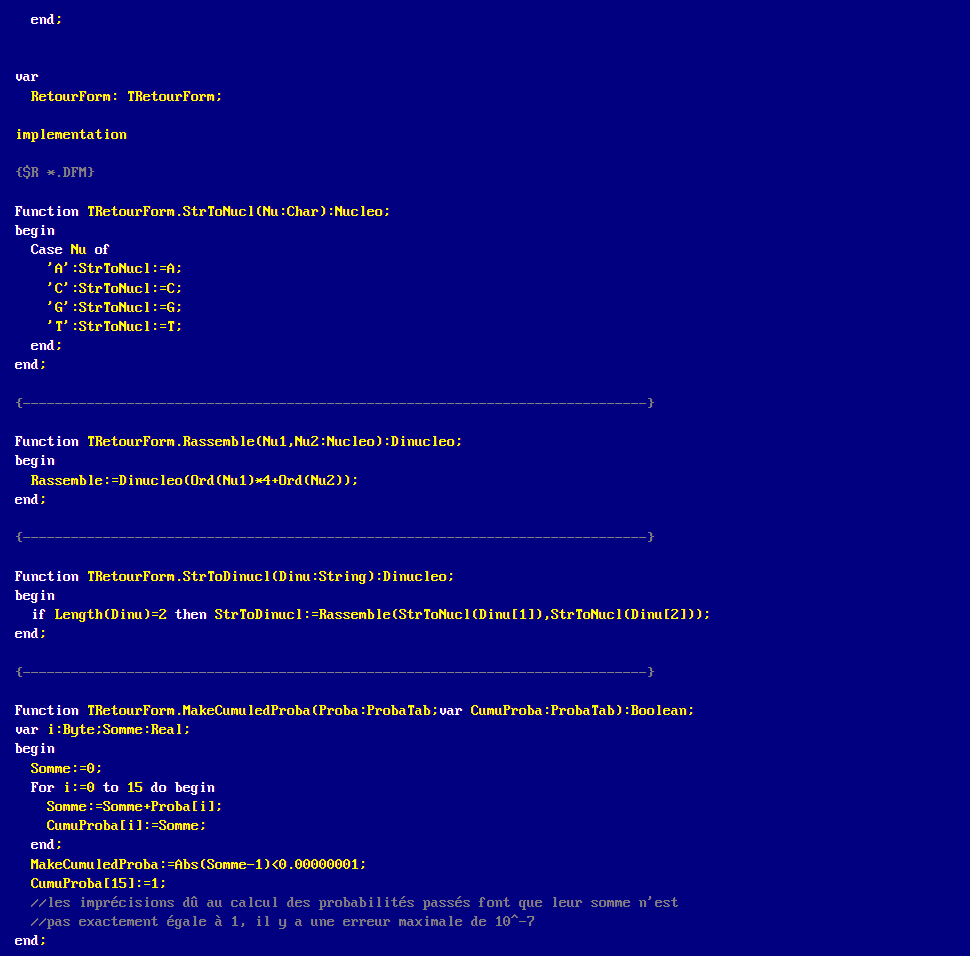 end;
var
RetourForm: TRetourForm;
implementation
{$R *.DFM}
Function TRetourForm.StrToNucl(Nu:Char):Nucleo;
begin
Case Nu of
'A':StrToNucl:=A;
'C':StrToNucl:=C;
'G':StrToNucl:=G;
'T':StrToNucl:=T;
end;
end;
{------------------------------------------------------------------------------}
Function TRetourForm.Rassemble(Nu1,Nu2:Nucleo):Dinucleo;
begin
Rassemble:=Dinucleo(Ord(Nu1)*4+Ord(Nu2));
end;
{------------------------------------------------------------------------------}
Function TRetourForm.StrToDinucl(Dinu:String):Dinucleo;
begin
if Length(Dinu)=2 then StrToDinucl:=Rassemble(StrToNucl(Dinu[1]),StrToNucl(Dinu[2]));
end;
{------------------------------------------------------------------------------}
Function TRetourForm.MakeCumuledProba(Proba:ProbaTab;var CumuProba:ProbaTab):Boolean;
var i:Byte;Somme:Real;
begin
Somme:=0;
For i:=0 to 15 do begin
Somme:=Somme+Proba[i];
CumuProba[i]:=Somme;
end;
MakeCumuledProba:=Abs(Somme-1)<0.00000001;
CumuProba[15]:=1;
//les imprécisions dû au calcul des probabilités passés font que leur somme n'est
//pas exactement égale à 1, il y a une erreur maximale de 10^-7
end;